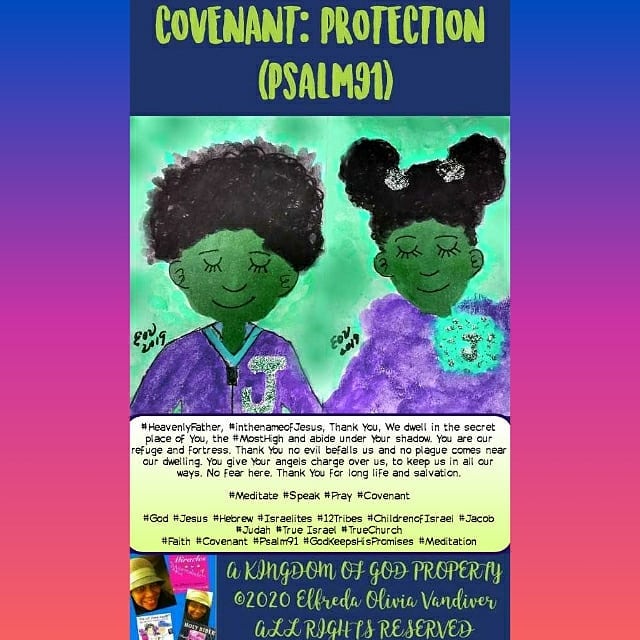 COVENANT: PROTECTION
(PSALM91)
EOV
2019
J
EOV
2019
J
#HeavenlyFather, #inthenameofJesus, Thank You, We dwell in the secret
place of You, the #MostHigh and abide under Your shadow. You are our
refuge and fortress. Thank You no evil befalls us and no plague comes near
our dwelling. You give Your angels charge over us, to keep us in all our
ways. No fear here. Thank You for long life and salvation.
#Meditate #Speak #Pray #Covenant
#God #Jesus #Hebrew #Israelites #12Tribes #ChildrenofIsrael #Jacob
#Judah #True Israel #TrueChurch
#Faith #Covenant #Psalm91 #GodKeepsHisPromises #Meditation
Miracles
HOLY BIBLE
A KINGDOM OF GOD PROPERTY
©2020 Elfreda Olivia Vandiver
ALL RIGHTS RESERVED